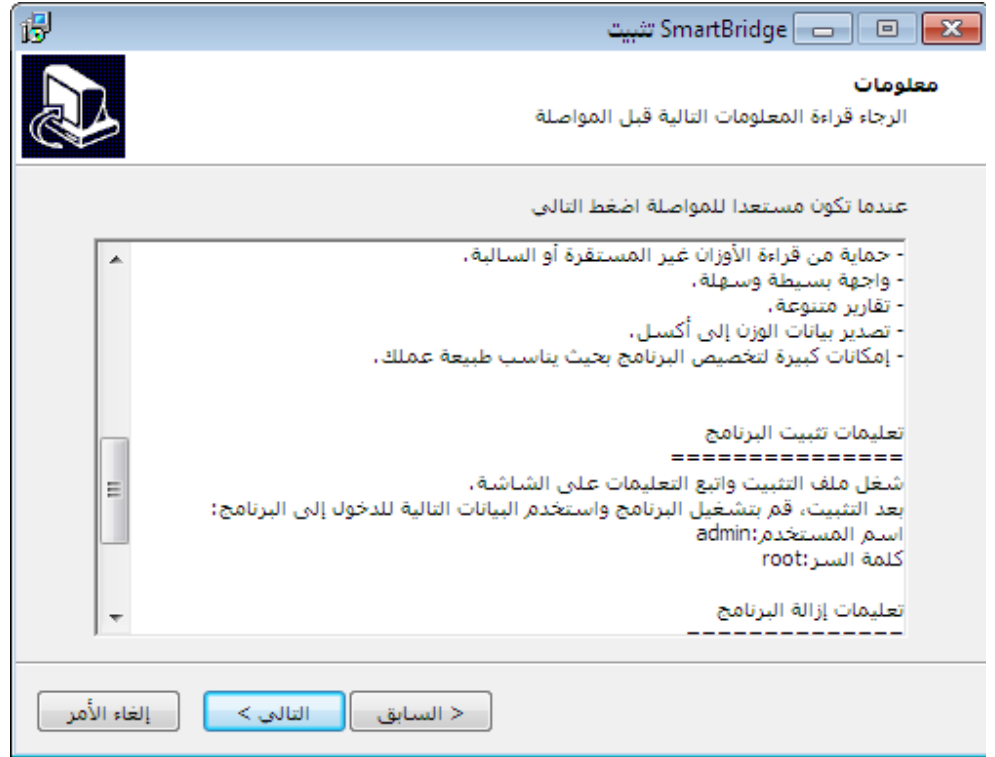 تثبيت SmartBridge
معلومات
الرجاء قراءة المعلومات التالية قبل المواصلة
عندما تكون مستعدا للمواصلة اضغط التالي
- حماية من قراءة الأوزان غير المستقرة أو السالبة.
- واجهة بسيطة وسهلة.
- تقارير متنوعة.
- تصدير بيانات الوزن إلى أكسل.
- إمكانات كبيرة لتخصيص البرنامج بحيث يناسب طبيعة عملك.
تعليمات تثبيت البرنامج
===============
شغل ملف التثبيت واتبع التعليمات على الشاشة.
بعد التثبيت، قم بتشغيل البرنامج واستخدم البيانات التالية للدخول إلى البرنامج:
اسم المستخدم:admin
كلمة السر:root
تعليمات إزالة البرنامج
< السابق
التالي >
إلغاء الأمر